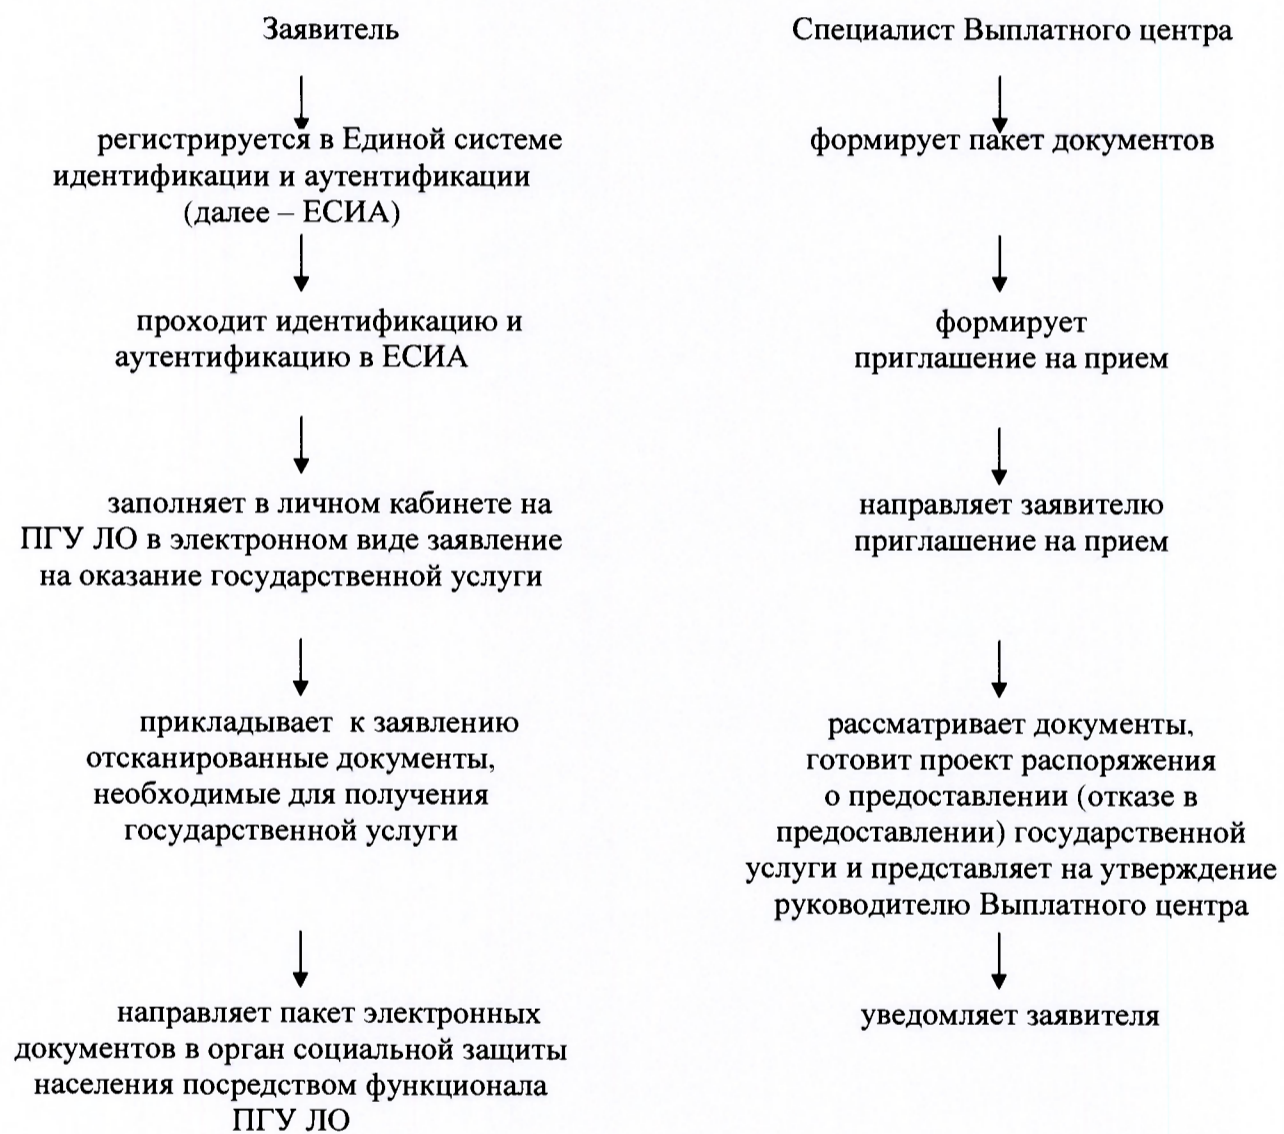 Заявитель
регистрируется в Единой системе
идентификации и аутентификации
(далее – ЕСИА)
проходит идентификацию и
аутентификацию в ЕСИА
заполняет в личном кабинете на
ПГУ ЛО в электронном виде заявление
на оказание государственной услуги
прикладывает к заявлению
отсканированные документы,
необходимые для получения
государственной услуги
направляет пакет электронных
документов в орган социальной защиты
населения посредством функционала
ПГУ ЛО
Специалист Выплатного центра
формирует пакет документов
формирует
приглашение на прием
направляет заявителю
приглашение на прием
рассматривает документы,
готовит проект распоряжения
о предоставлении (отказе в
предоставлении) государственной
услуги и представляет на утверждение
руководителю Выплатного центра
уведомляет заявителя